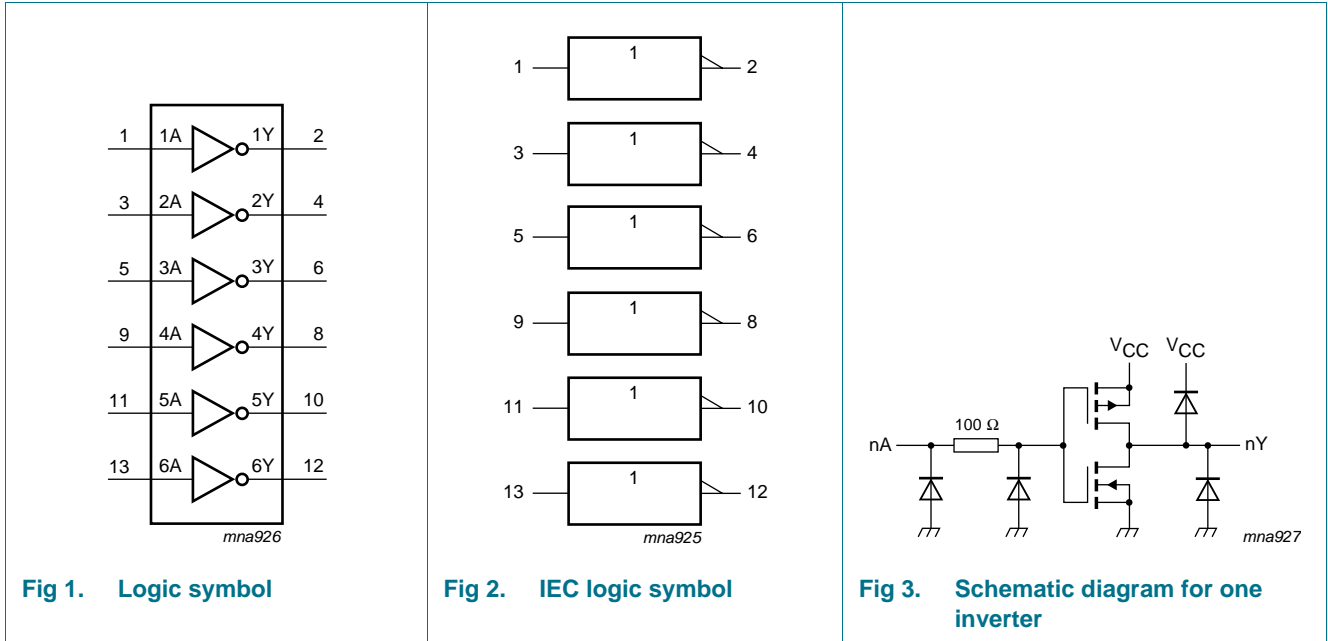 1 1A 1Y 2
3 2A 2Y 4
5 3A 3Y 6
9 4A 4Y 8
11 5A 5Y 10
13 6A 6Y 12
mna926
Fig 1. Logic symbol
1 1 2
3 1 4
5 1 6
9 1 8
11 1 10
13 1 12
mna925
Fig 2. IEC logic symbol
VCC VCC
100 Ω
nA nY
mna927
Fig 3. Schematic diagram for one
inverter